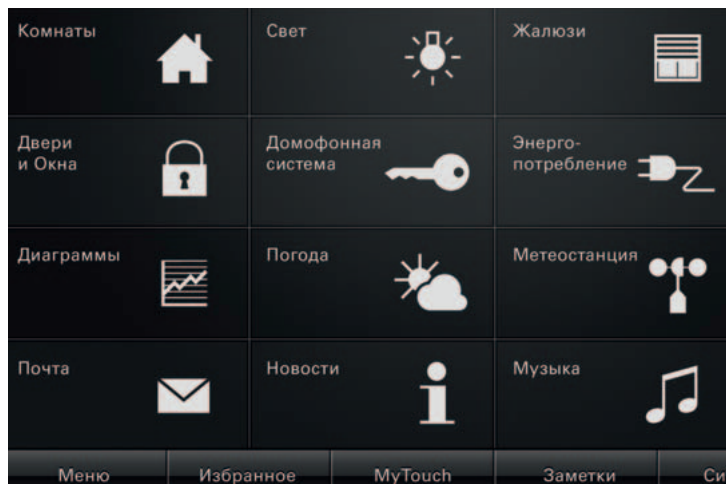 Комнаты
Свет
Жалюзи
Двери
и Окна
Домофонная
система
Энерго-
потребление
Диаграммы
Погода
Метеостанция
Почта
Новости
Музыка
Меню
Избранное
MyTouch
Заметки
Си